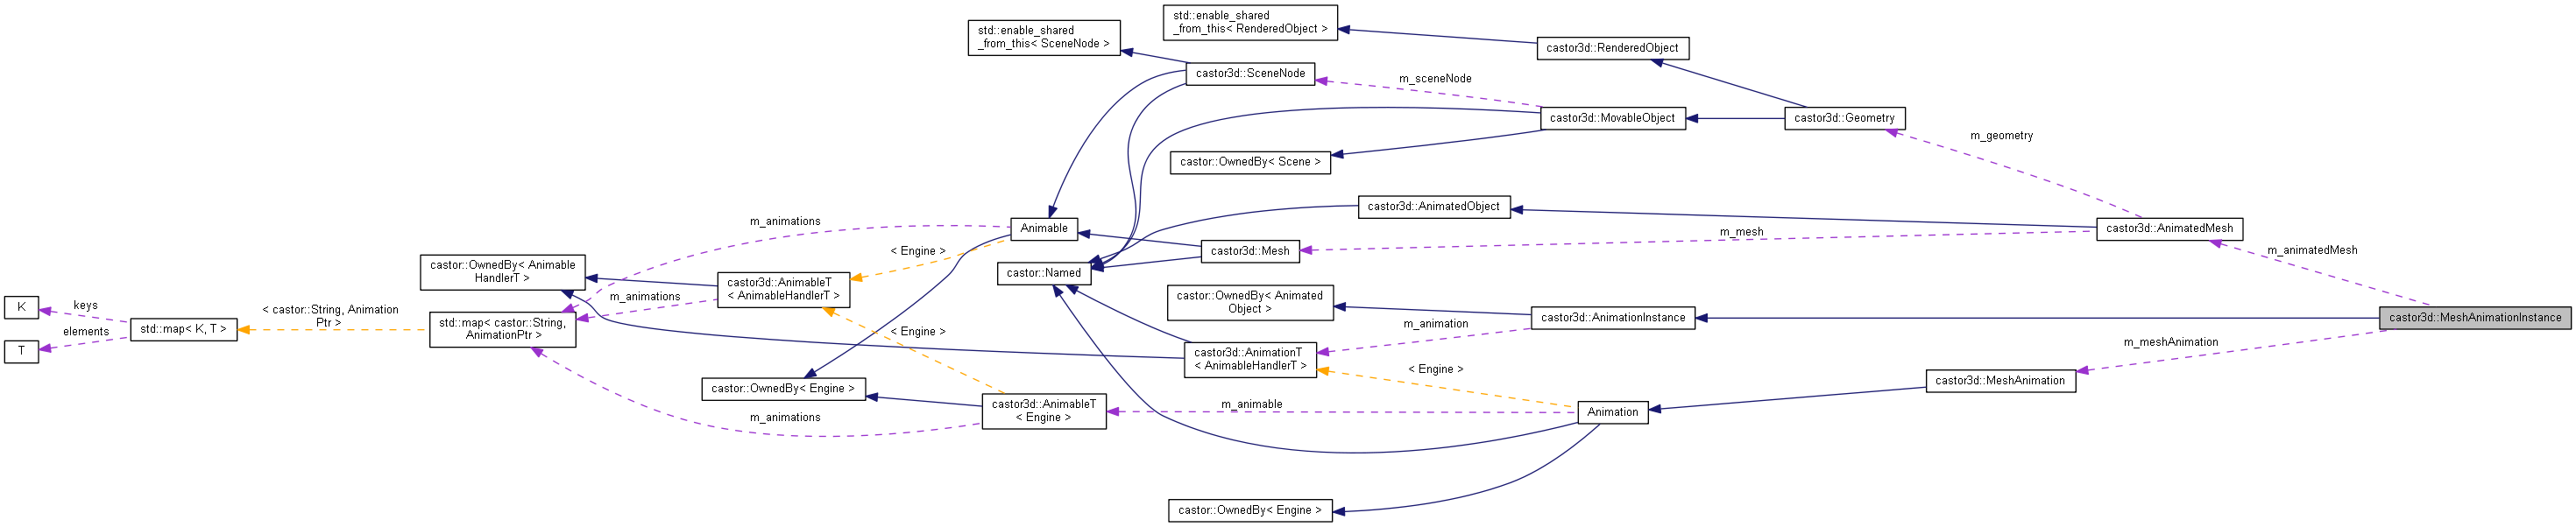 std::enable_shared
_from_this< RenderedObject >
std::enable_shared
_from_this< SceneNode >
castor3d::RenderedObject
castor3d::SceneNode
m_sceneNode
castor3d::MovableObject
castor3d::Geometry
m_geometry
castor::OwnedBy< Scene >
castor3d::AnimatedObject
m_animations
Animable
castor3d::AnimatedMesh
m_mesh
< Engine >
castor3d::Mesh
m_animatedMesh
castor::OwnedBy< Animable
HandlerT >
castor::Named
castor3d::AnimableT
< AnimableHandlerT >
m_animations
castor::OwnedBy< Animated
Object >
keys
K
< castor::String, Animation
Ptr >
castor3d::AnimationInstance
castor3d::MeshAnimationInstance
std::map< K, T >
std::map< castor::String,
AnimationPtr >
< Engine >
m_animation
elements
T
m_meshAnimation
castor3d::AnimationT
< AnimableHandlerT >
< Engine >
castor3d::MeshAnimation
castor::OwnedBy< Engine >
castor3d::AnimableT
< Engine >
m_animable
Animation
m_animations
castor::OwnedBy< Engine >